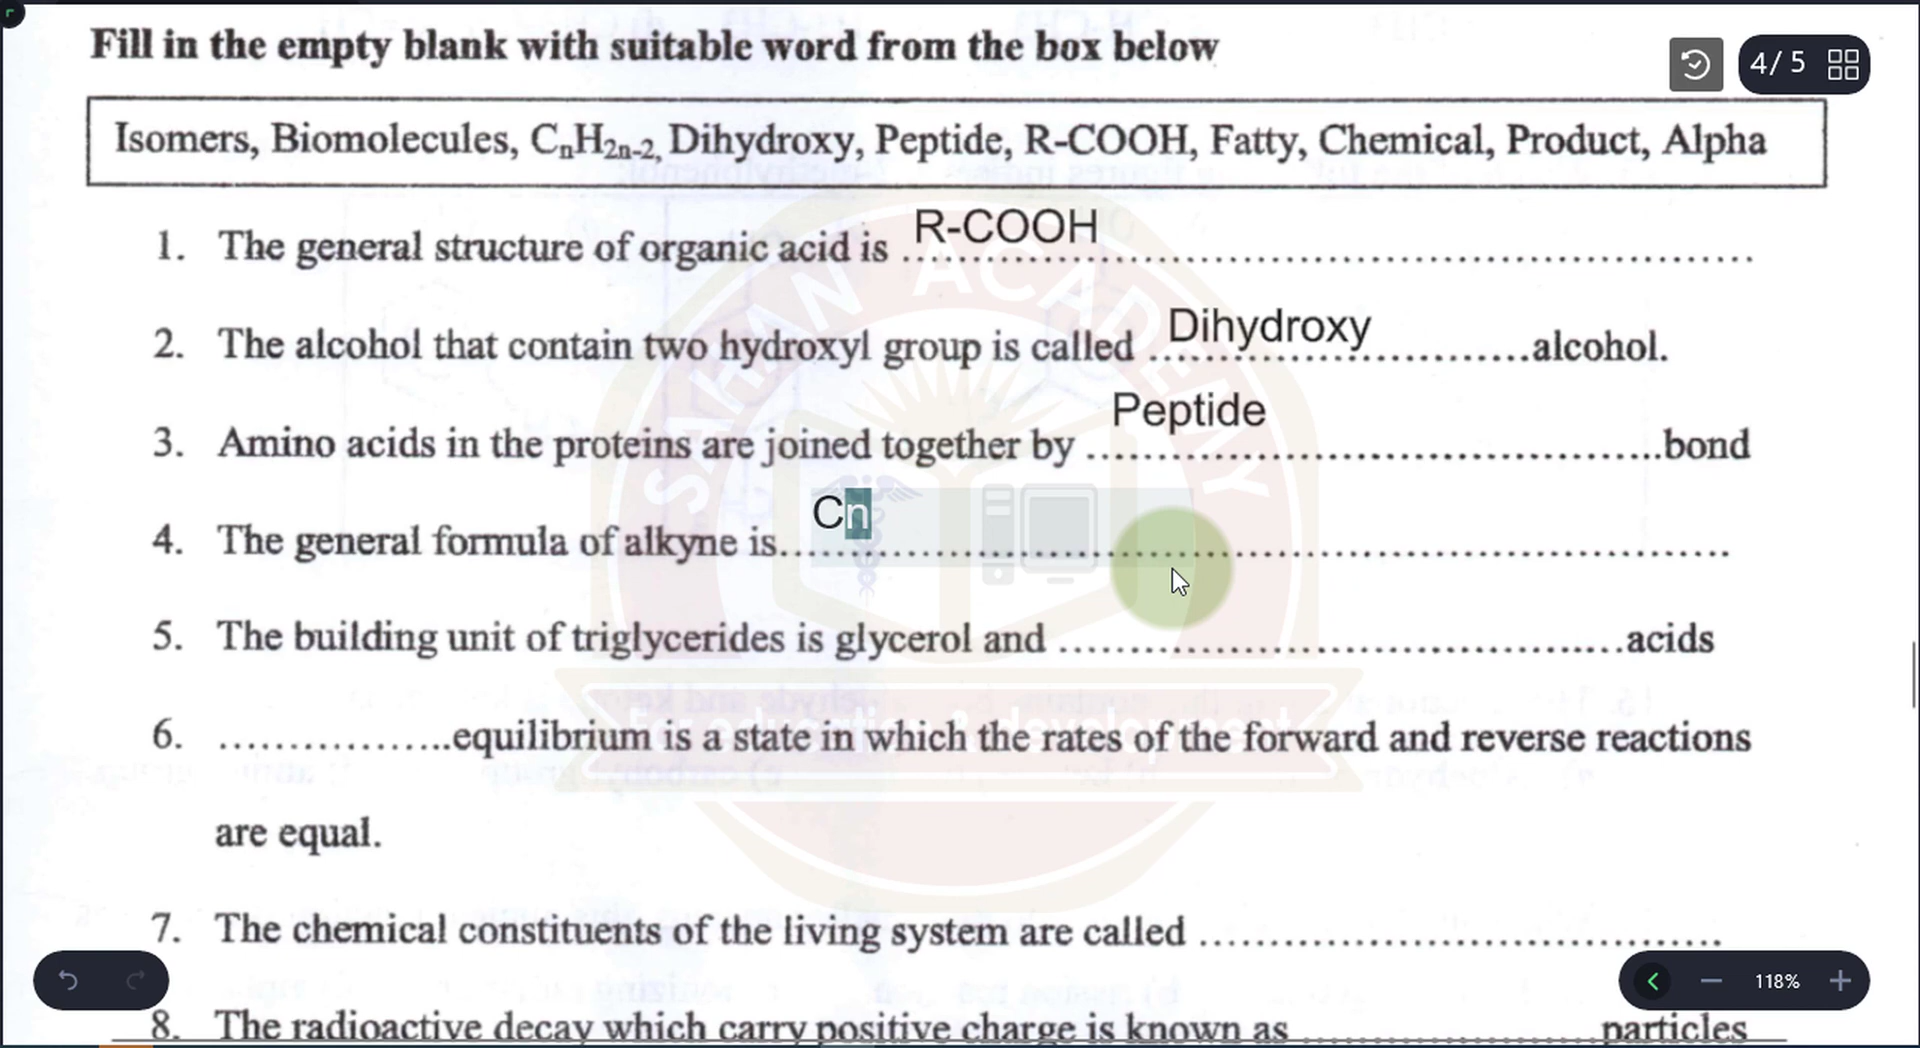 Fill in the empty blank with suitable word from the box below
4/ 5
Isomers, Biomolecules, CnH2n-2, Dihydroxy, Peptide, R-COOH, Fatty, Chemical, Product, Alpha
1. The general structure of organic acid is R-COOH ..........
2. The alcohol that contain two hydroxyl group is called Dihydroxy ..........alcohol.
3. Amino acids in the proteins are joined together by Peptide ..........bond
4. The general formula of alkyne is Cn..........
5. The building unit of triglycerides is glycerol and ..........acids
6. ..........equilibrium is a state in which the rates of the forward and reverse reactions
are equal.
7. The chemical constituents of the living system are called ..........
8. The radioactive decay which carry positive charge is known as ..........particles
SAHAN ACADEMY
For education & development
118%